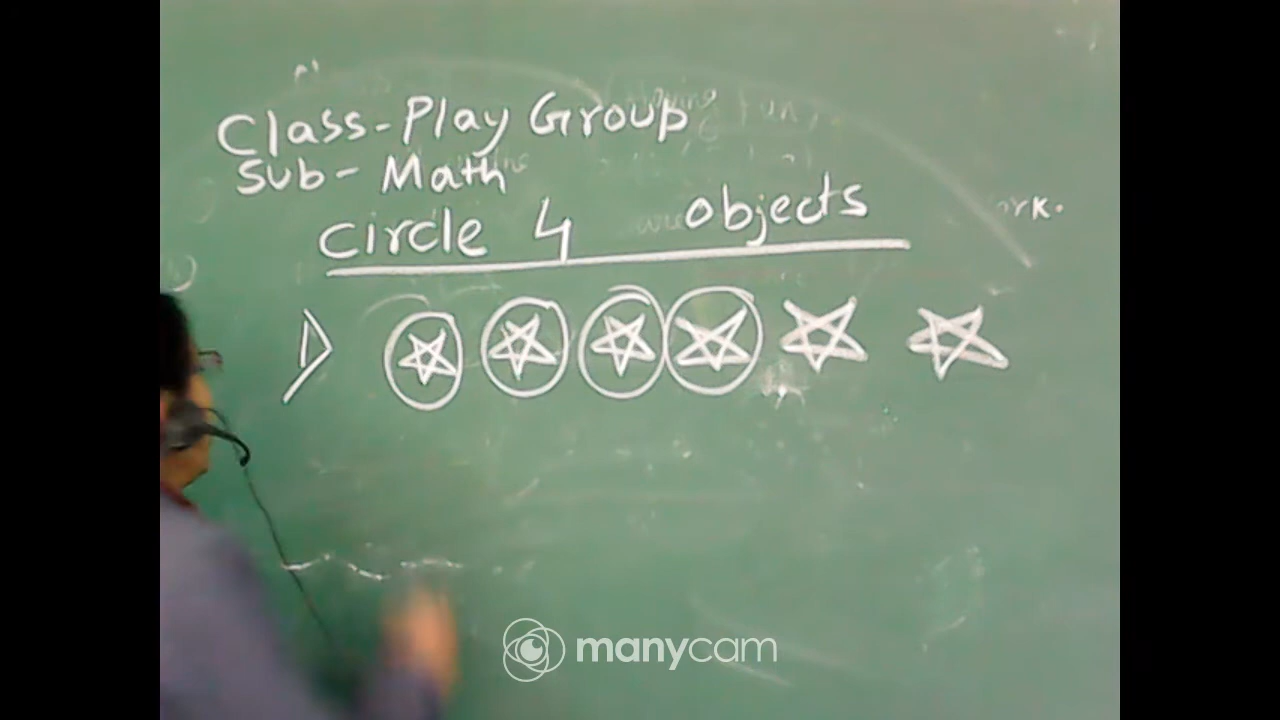 Class-Play Group
Sub- Math
Circle 4 objects
1)
manycam